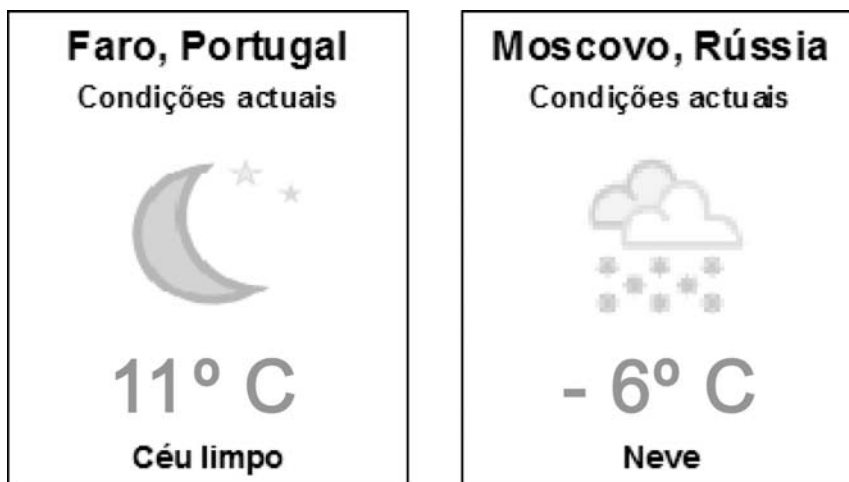 Faro, Portugal
Condições actuais
11º C
Céu limpo
Moscovo, Rússia
Condições actuais
- 6º C
Neve